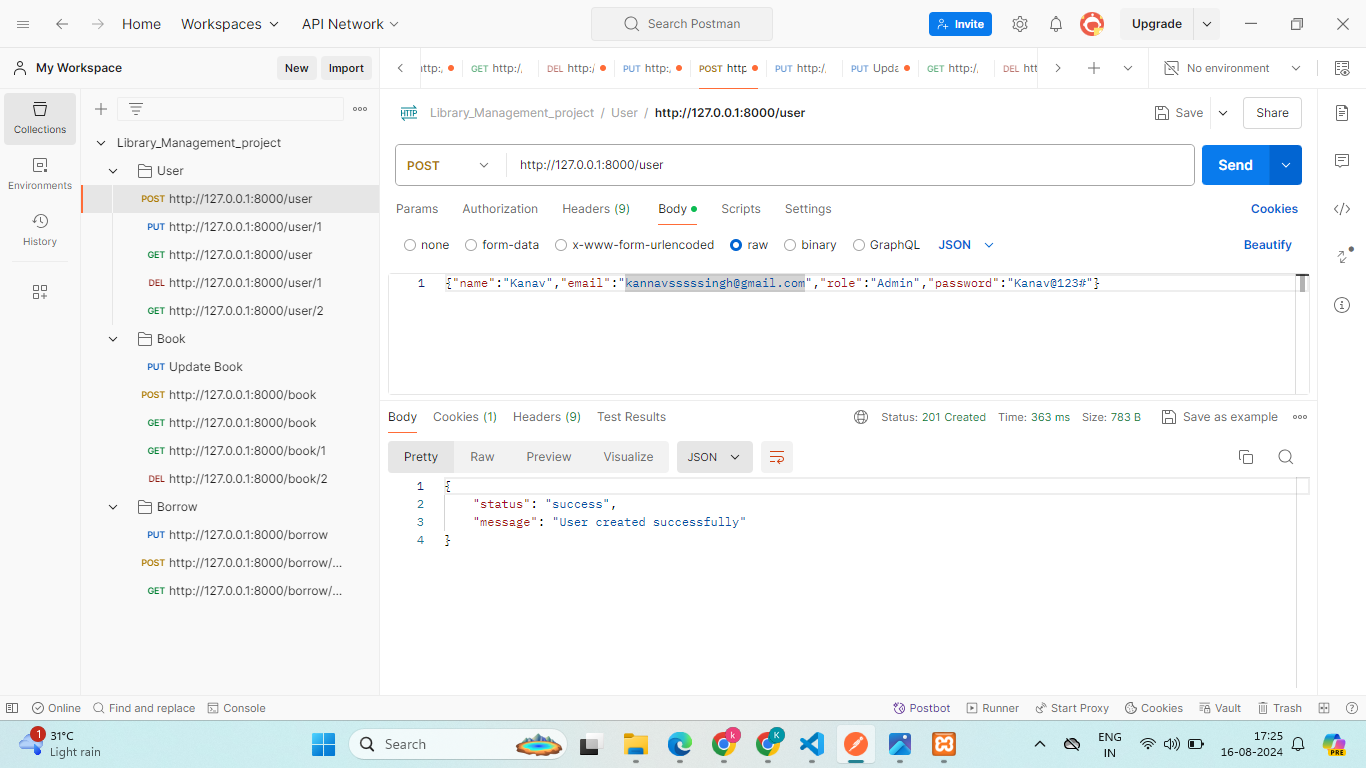 Home Workspaces API Network Search Postman Invite Upgrade
My Workspace New Import
GET http:/, DEL http:/ PUT http:, POST http PUT http:/, PUT Upda GET http:/, DEL htt No environment
Collections
Environments
History
Library_Management_project
User
POST http://127.0.0.1:8000/user
PUT http://127.0.0.1:8000/user/1
GET http://127.0.0.1:8000/user
DEL http://127.0.0.1:8000/user/1
GET http://127.0.0.1:8000/user/2
Book
PUT Update Book
POST http://127.0.0.1:8000/book
GET http://127.0.0.1:8000/book
GET http://127.0.0.1:8000/book/1
DEL http://127.0.0.1:8000/book/2
Borrow
PUT http://127.0.0.1:8000/borrow
POST http://127.0.0.1:8000/borrow/...
GET http://127.0.0.1:8000/borrow/...
HTTP Library_Management_project / User / http://127.0.0.1:8000/user Save Share
POST http://127.0.0.1:8000/user Send
Params Authorization Headers (9) Body Scripts Settings Cookies
none form-data x-www-form-urlencoded raw binary GraphQL JSON Beautify
1 {"name":"Kanav","email":"kannavsssssingh@gmail.com","role":"Admin","password":"Kanav@123#"}
Body Cookies (1) Headers (9) Test Results Status: 201 Created Time: 363 ms Size: 783 B Save as example
Pretty Raw Preview Visualize JSON
1 {
2 "status": "success",
3 "message": "User created successfully"
4 }
Online Find and replace Console Postbot Runner Start Proxy Cookies Vault Trash
1 31°C
Light rain
Search
k K
ENG
IN
17:25
16-08-2024
PRE